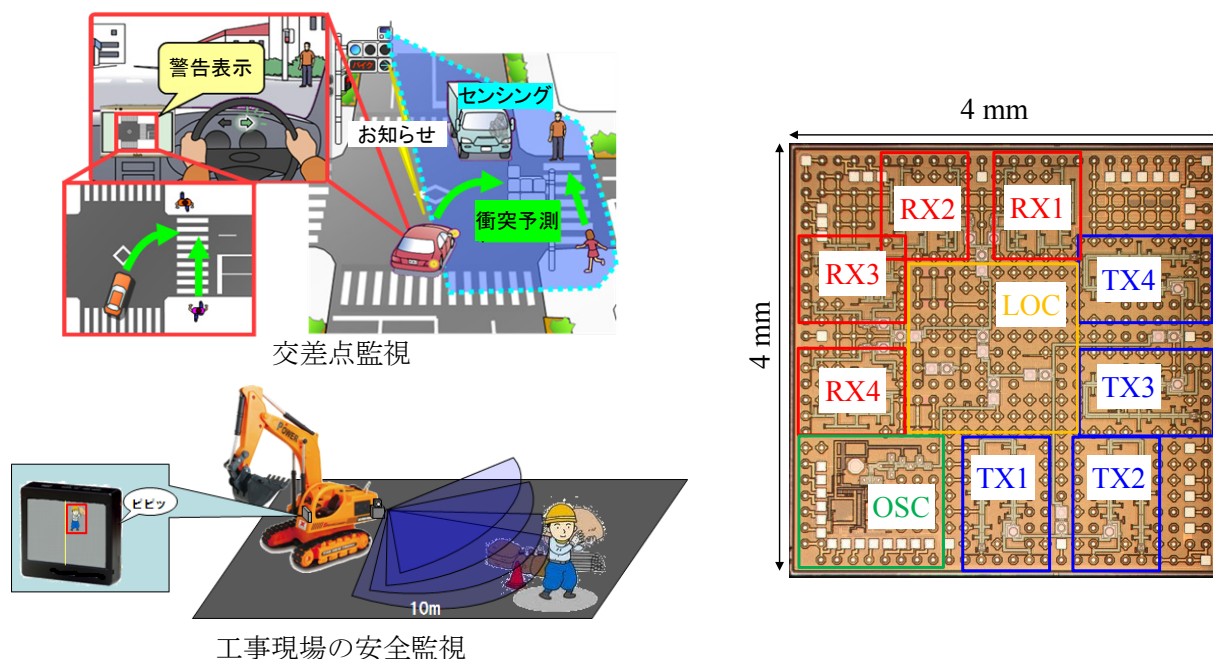 警告表示
バイク
センシング
お知らせ
衝突予測
交差点監視
POWER
ピピッ
10m
工事現場の安全監視
4 mm
4 mm
RX2
RX1
RX3
TX4
LOC
RX4
TX3
OSC
TX1
TX2